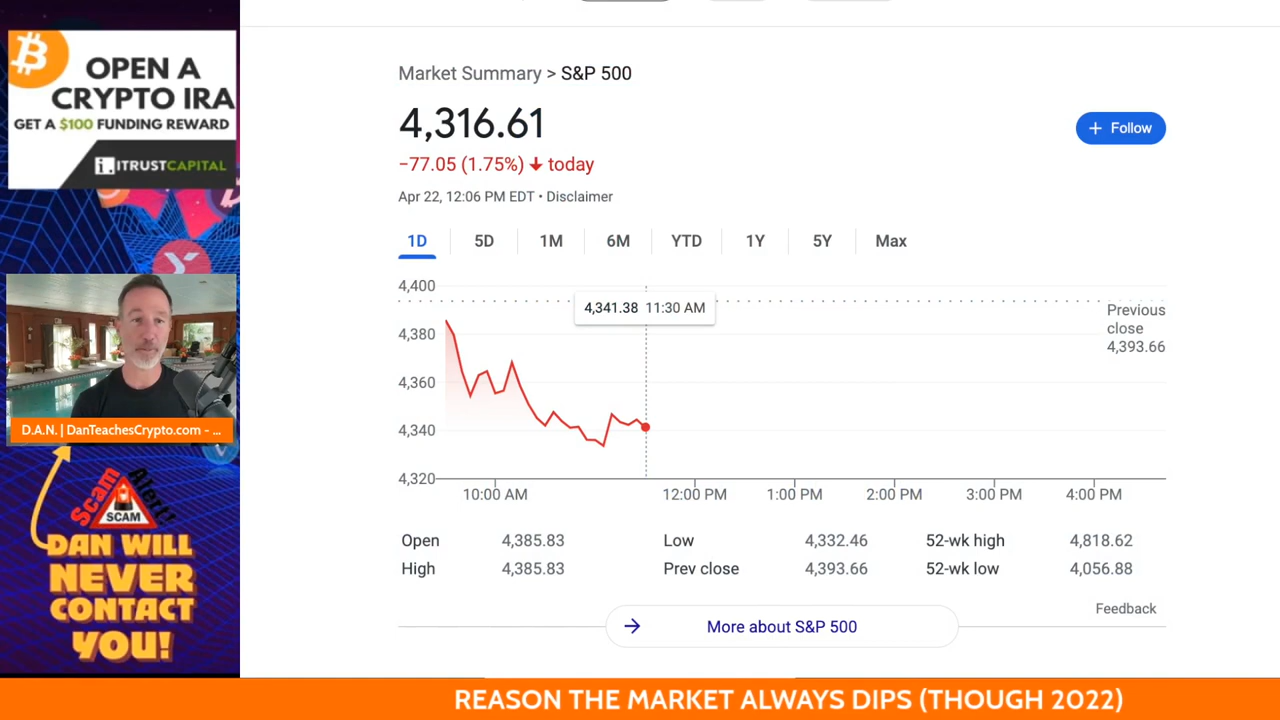 OPEN A
CRYPTO IRA
GET A $100 FUNDING REWARD
i. ITRUSTCAPITAL
D.A.N. | DanTeachesCrypto.com - ...
Scam Alert!
SCAM
DAN WILL
NEVER
CONTACT
YOU!
Market Summary > S&P 500
4,316.61
+ Follow
−77.05 (1.75%) today
Apr 22, 12:06 PM EDT • Disclaimer
1D 5D 1M 6M YTD 1Y 5Y Max
4,400
4,380
4,360
4,340
4,320
4,341.38 11:30 AM
Previous
close
4,393.66
10:00 AM 12:00 PM 1:00 PM 2:00 PM 3:00 PM 4:00 PM
Open 4,385.83 Low 4,332.46 52-wk high 4,818.62
High 4,385.83 Prev close 4,393.66 52-wk low 4,056.88
Feedback
More about S&P 500
REASON THE MARKET ALWAYS DIPS (THOUGH 2022)